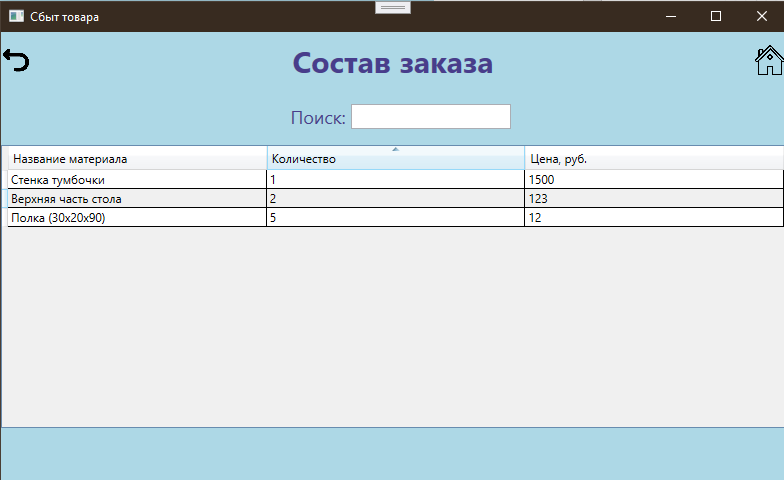 Сбыт товара
Состав заказа
Поиск:
Название материала Количество Цена, руб.
Стенка тумбочки 1 1500
Верхняя часть стола 2 123
Полка (30x20x90) 5 12